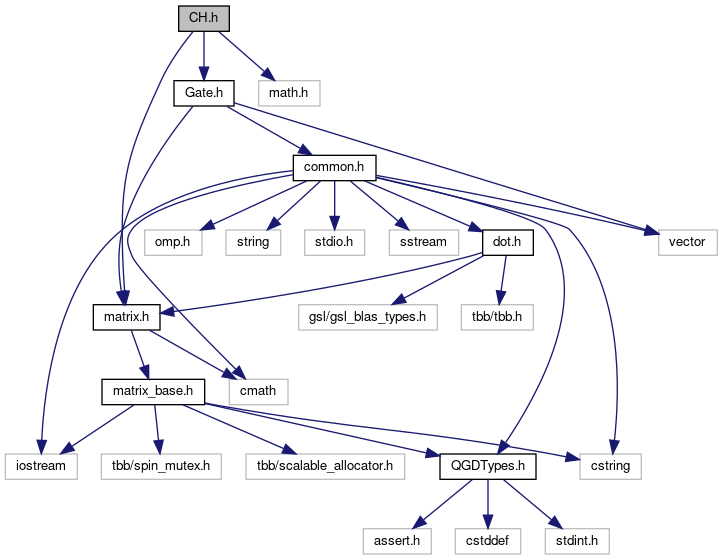 CH.h
Gate.h
math.h
common.h
omp.h
string
stdio.h
sstream
dot.h
vector
matrix.h
gsl/gsl_blas_types.h
tbb/tbb.h
matrix_base.h
cmath
iostream
tbb/spin_mutex.h
tbb/scalable_allocator.h
QGDTypes.h
cstring
assert.h
cstddef
stdint.h